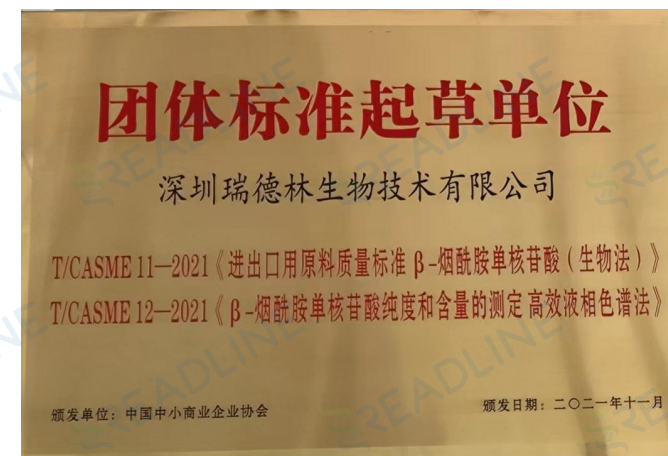 团体标准起草单位
深圳瑞德林生物技术有限公司
T/CASME 11—2021《进出口用原料质量标准 β-烟酰胺单核苷酸（生物法）》
T/CASME 12—2021《β-烟酰胺单核苷酸纯度和含量的测定 高效液相色谱法》
颁发单位：中国中小商业企业协会
颁发日期：二〇二一年十一月
READLINE